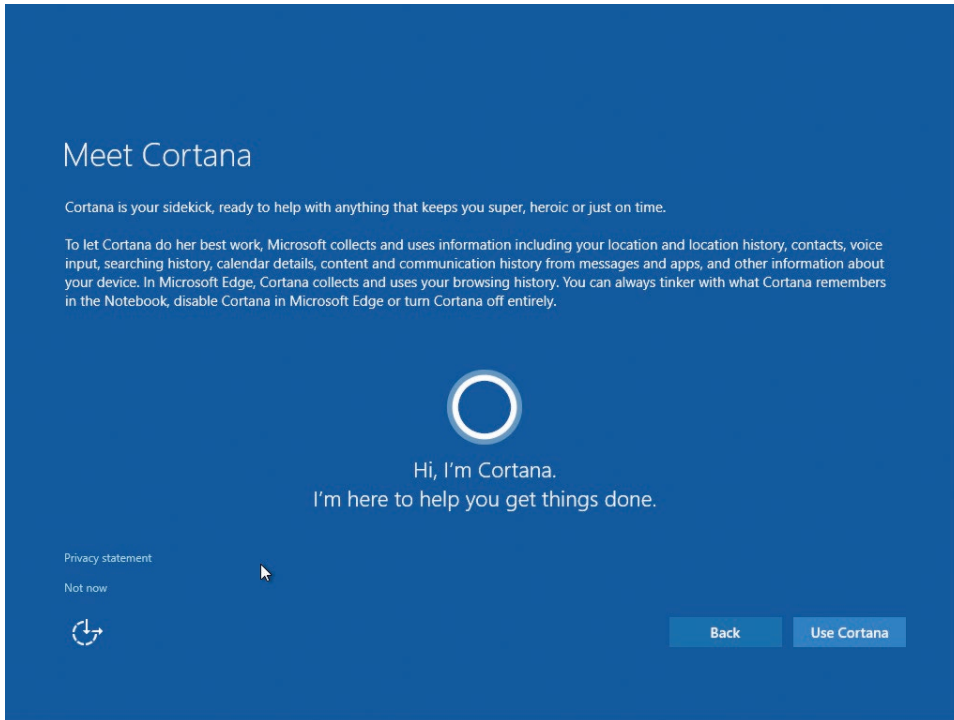 Meet Cortana
Cortana is your sidekick, ready to help with anything that keeps you super, heroic or just on time.
To let Cortana do her best work, Microsoft collects and uses information including your location and location history, contacts, voice
input, searching history, calendar details, content and communication history from messages and apps, and other information about
your device. In Microsoft Edge, Cortana collects and uses your browsing history. You can always tinker with what Cortana remembers
in the Notebook, disable Cortana in Microsoft Edge or turn Cortana off entirely.
Hi, I'm Cortana.
I'm here to help you get things done.
Privacy statement
Not now
Back
Use Cortana